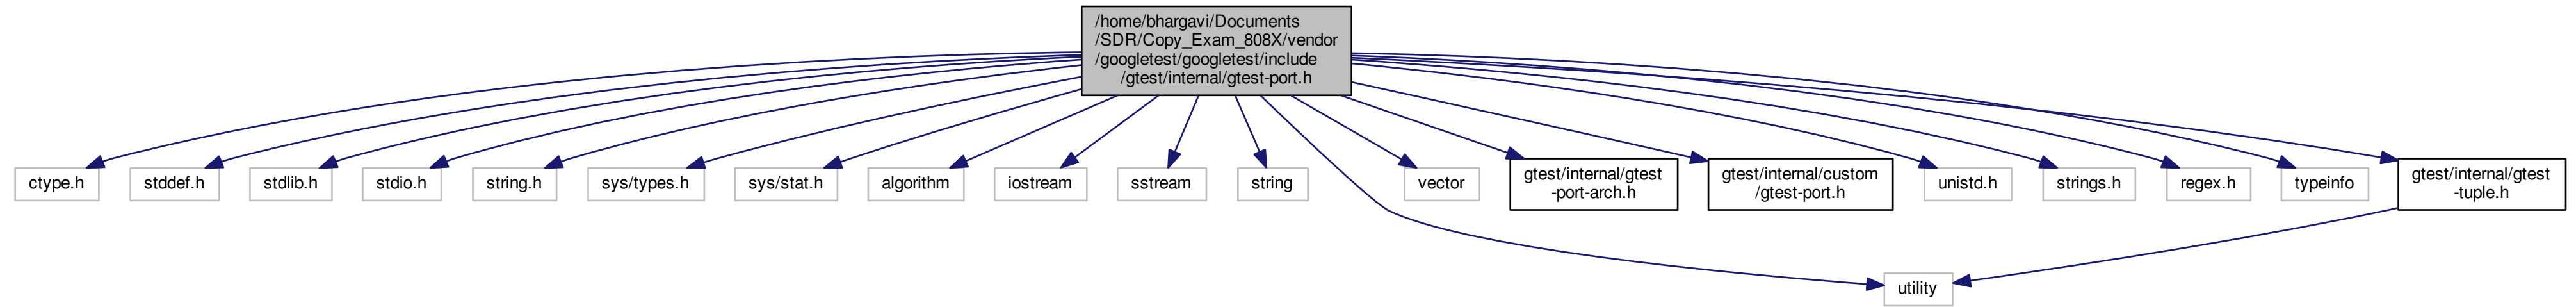 /home/bhargavi/Documents
/SDR/Copy_Exam_808X/vendor
/googletest/googletest/include
/gtest/internal/gtest-port.h
ctype.h
stddef.h
stdlib.h
stdio.h
string.h
sys/types.h
sys/stat.h
algorithm
iostream
sstream
string
vector
gtest/internal/gtest
-port-arch.h
gtest/internal/custom
/gtest-port.h
unistd.h
strings.h
regex.h
typeinfo
gtest/internal/gtest
-tuple.h
utility